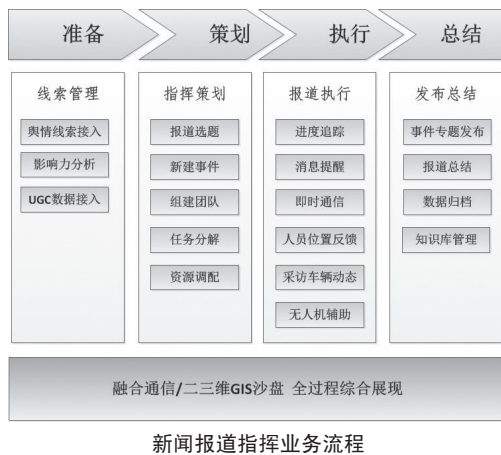 准备
策划
执行
总结
线索管理
舆情线索接入
影响力分析
UGC数据接入
指挥策划
报道选题
新建事件
组建团队
任务分解
资源调配
报道执行
进度追踪
消息提醒
即时通信
人员位置反馈
采访车辆动态
无人机辅助
发布总结
事件专题发布
报道总结
数据归档
知识库管理
融合通信/二三维GIS沙盘 全过程综合展现
新闻报道指挥业务流程